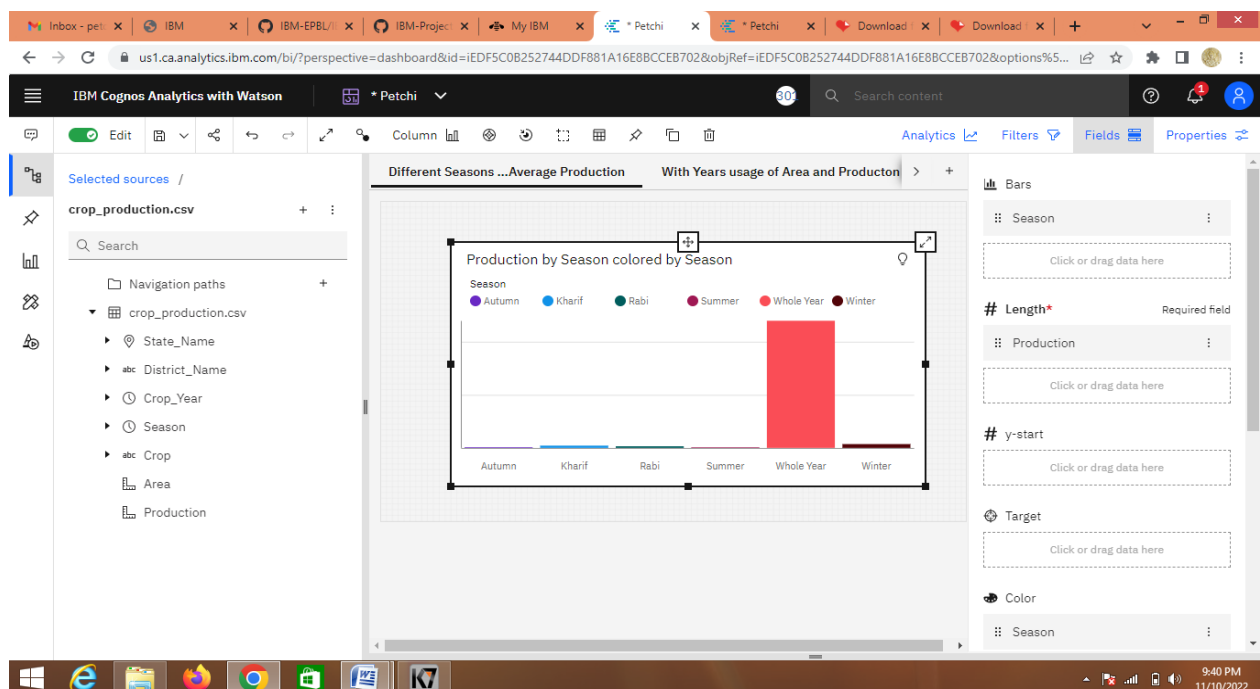 Inbox - pet
IBM
IBM-EPBL/I
IBM-Project
My IBM
* Petchi
* Petchi
Download
Download
us1.ca.analytics.ibm.com/bi/?perspective=dashboard&id=iEDF5C0B252744DDF881A16E8BCCEB702&objRef=iEDF5C0B252744DDF881A16E8BCCEB702&options%5...
IBM Cognos Analytics with Watson
* Petchi
301
Search content
1
Edit
Column
Analytics
Filters
Fields
Properties
Selected sources /
crop_production.csv
Search
Navigation paths
crop_production.csv
State_Name
abc District_Name
Crop_Year
Season
abc Crop
Area
Production
Different Seasons ...Average Production
With Years usage of Area and Producton
Production by Season colored by Season
Season
Autumn Kharif Rabi Summer Whole Year Winter
Autumn Kharif Rabi Summer Whole Year Winter
Bars
Season
Click or drag data here
# Length* Required field
Production
Click or drag data here
# y-start
Click or drag data here
Target
Click or drag data here
Color
Season
K7
9:40 PM
11/10/2022